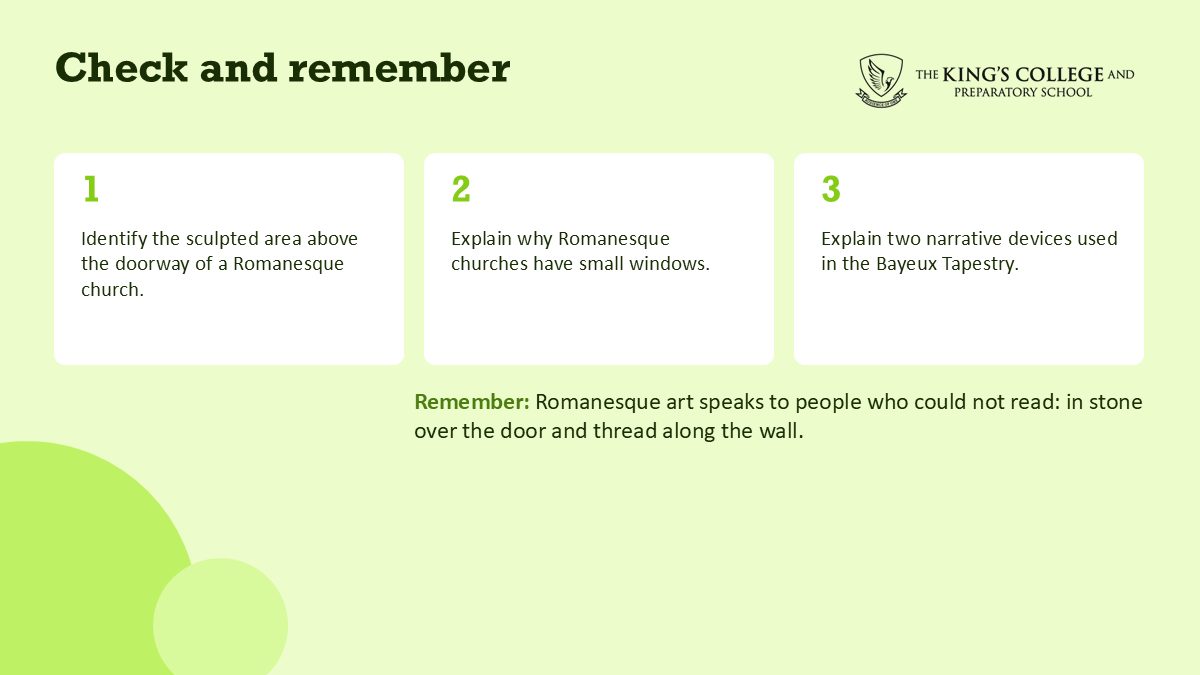 Check and remember
THE KING'S COLLEGE AND
PREPARATORY SCHOOL
1
Identify the sculpted area above
the doorway of a Romanesque
church.
2
Explain why Romanesque
churches have small windows.
3
Explain two narrative devices used
in the Bayeux Tapestry.
Remember: Romanesque art speaks to people who could not read: in stone
over the door and thread along the wall.